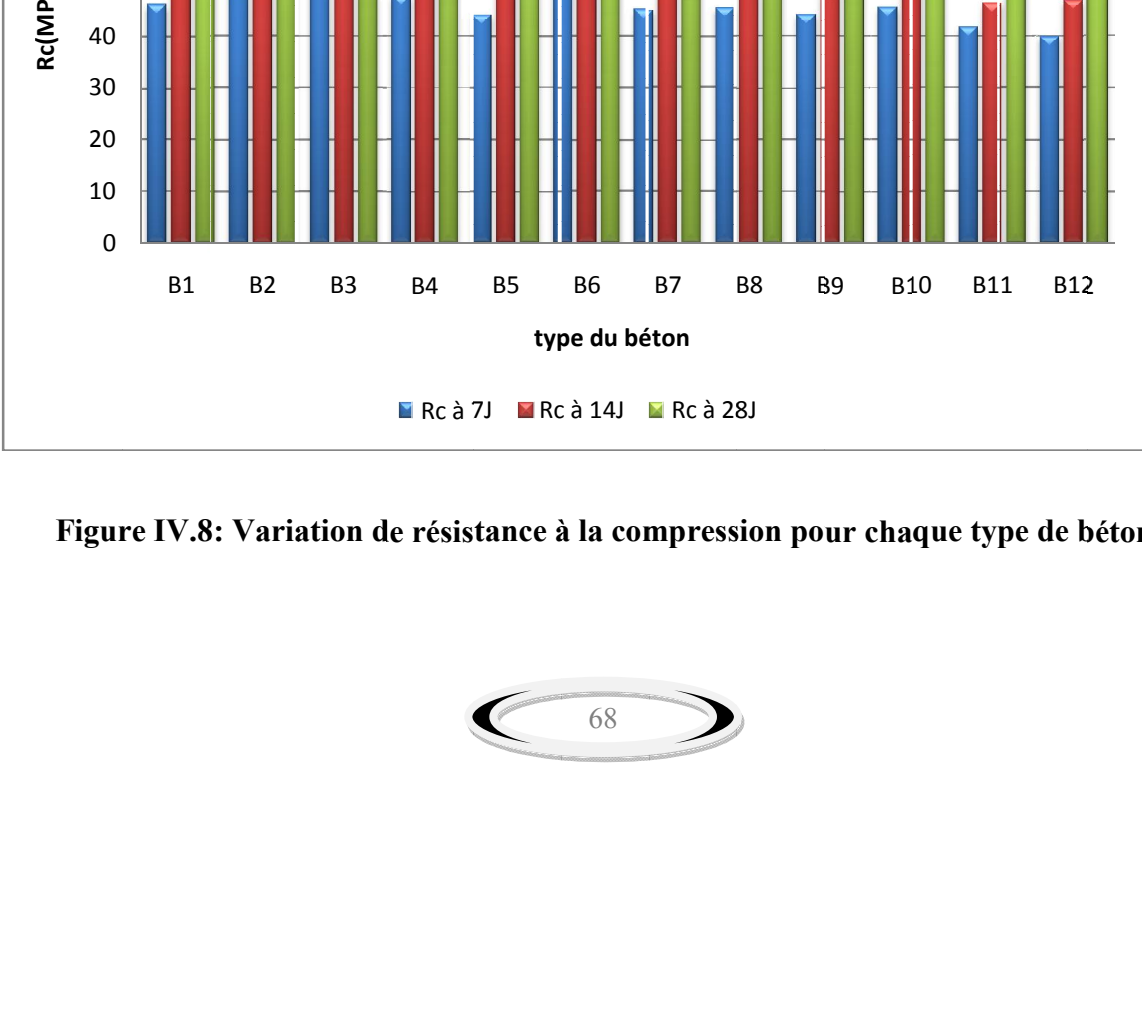 Rc(MP
40
30
20
10
0
B1 B2 B3 B4 B5 B6 B7 B8 B9 B10 B11 B12
type du béton
Rc à 7J Rc à 14J Rc à 28J
Figure IV.8: Variation de résistance à la compression pour chaque type de béton
68